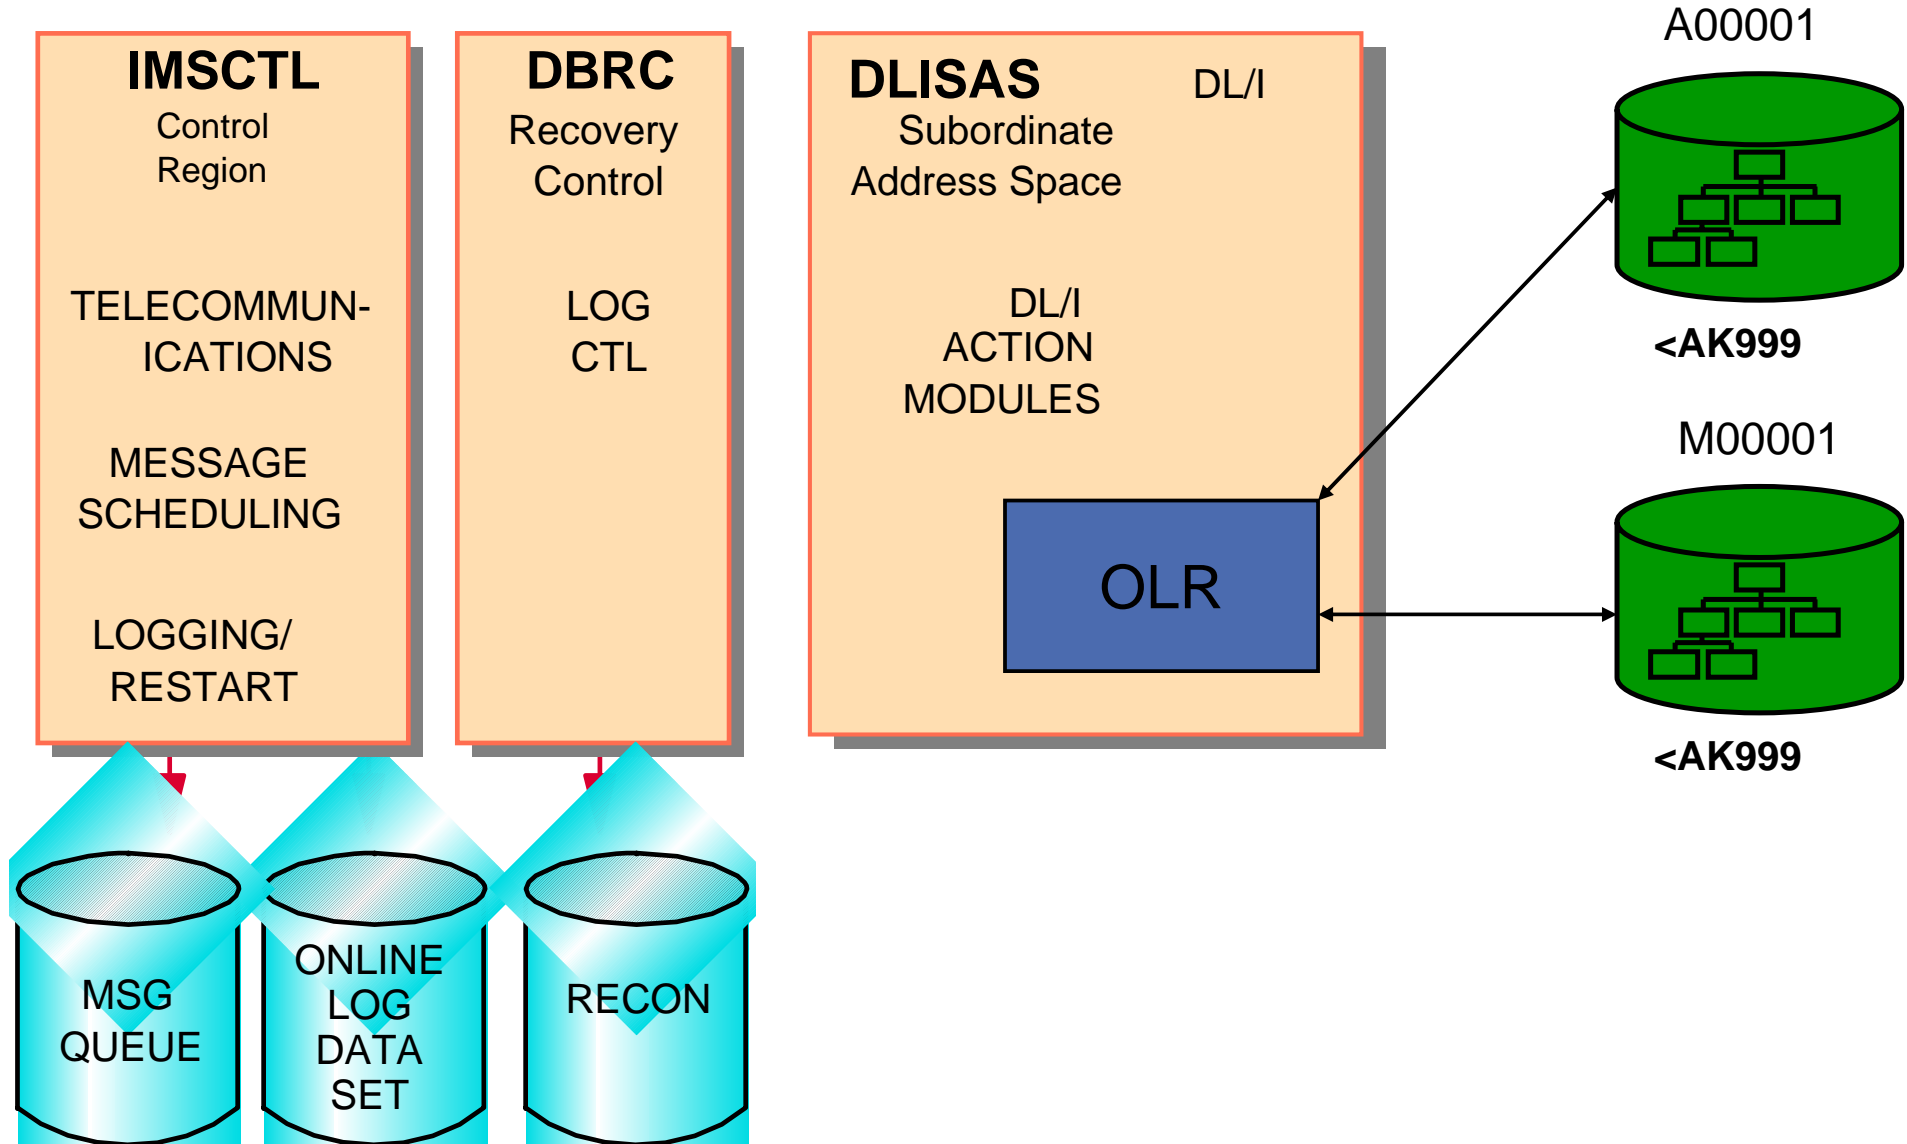 IMSCTL
Control
Region
TELECOMMUN-
ICATIONS
MESSAGE
SCHEDULING
LOGGING/
RESTART
DBRC
Recovery
Control
LOG
CTL
DLISAS
DL/I
Subordinate
Address Space
DL/I
ACTION
MODULES
OLR
A00001
<AK999
M00001
<AK999
MSG
QUEUE
ONLINE
LOG
DATA
SET
RECON